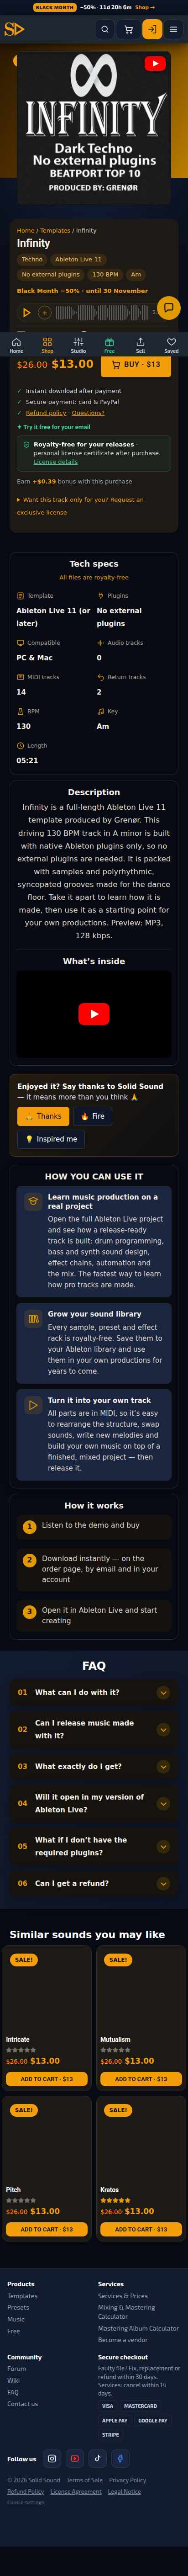 BLACK MONTH −50% · 11d 20h 6m Shop →
INFINITY
Dark Techno
No external plugins
BEATPORT TOP 10
PRODUCED BY: GRENØR
Home / Templates / Infinity
Infinity
Techno Ableton Live 11
No external plugins 130 BPM Am
Black Month −50% · until 30 November
Home Shop Studio Free Sell Saved
$26.00 $13.00 BUY · $13
✓ Instant download after payment
✓ Secure payment: card & PayPal
✓ Refund policy · Questions?
✦ Try it free for your email
Royalty-free for your releases ·
personal license certificate after purchase.
License details
Earn +$0.39 bonus with this purchase
▸ Want this track only for you? Request an
exclusive license
Tech specs
All files are royalty-free
Template
Ableton Live 11 (or
later)
Plugins
No external
plugins
Compatible
PC & Mac
Audio tracks
0
MIDI tracks
14
Return tracks
2
BPM
130
Key
Am
Length
05:21
Description
Infinity is a full-length Ableton Live 11
template produced by Grenør. This
driving 130 BPM track in A minor is built
with native Ableton plugins only, so no
external plugins are needed. It is packed
with samples and polyrhythmic,
syncopated grooves made for the dance
floor. Take it apart to learn how it is
made, then use it as a starting point for
your own productions. Preview: MP3,
128 kbps.
What's inside
Enjoyed it? Say thanks to Solid Sound
— it means more than you think 🙏
🙌 Thanks 🔥 Fire
💡 Inspired me
HOW YOU CAN USE IT
Learn music production on a
real project
Open the full Ableton Live project
and see how a release-ready
track is built: drum programming,
bass and synth sound design,
effect chains, automation and
the mix. The fastest way to learn
how pro tracks are made.
Grow your sound library
Every sample, preset and effect
rack is royalty-free. Save them to
your Ableton library and use
them in your own productions for
years to come.
Turn it into your own track
All parts are in MIDI, so it's easy
to rearrange the structure, swap
sounds, write new melodies and
build your own music on top of a
finished, mixed project — then
release it.
How it works
1 Listen to the demo and buy
2 Download instantly — on the
order page, by email and in your
account
3 Open it in Ableton Live and start
creating
FAQ
01 What can I do with it?
02 Can I release music made
with it?
03 What exactly do I get?
04 Will it open in my version of
Ableton Live?
05 What if I don't have the
required plugins?
06 Can I get a refund?
Similar sounds you may like
SALE! SALE!
Intricate
$26.00 $13.00
ADD TO CART · $13
Mutualism
$26.00 $13.00
ADD TO CART · $13
SALE! SALE!
Pitch
$26.00 $13.00
ADD TO CART · $13
Kratos
$26.00 $13.00
ADD TO CART · $13
Products
Templates
Presets
Music
Free
Services
Services & Prices
Mixing & Mastering
Calculator
Mastering Album Calculator
Become a vendor
Community
Forum
Wiki
FAQ
Contact us
Secure checkout
Faulty file? Fix, replacement or
refund within 30 days.
Services: cancel within 14
days.
VISA MASTERCARD
APPLE PAY GOOGLE PAY
STRIPE
Follow us
© 2026 Solid Sound Terms of Sale Privacy Policy
Refund Policy License Agreement Legal Notice
Cookie settings